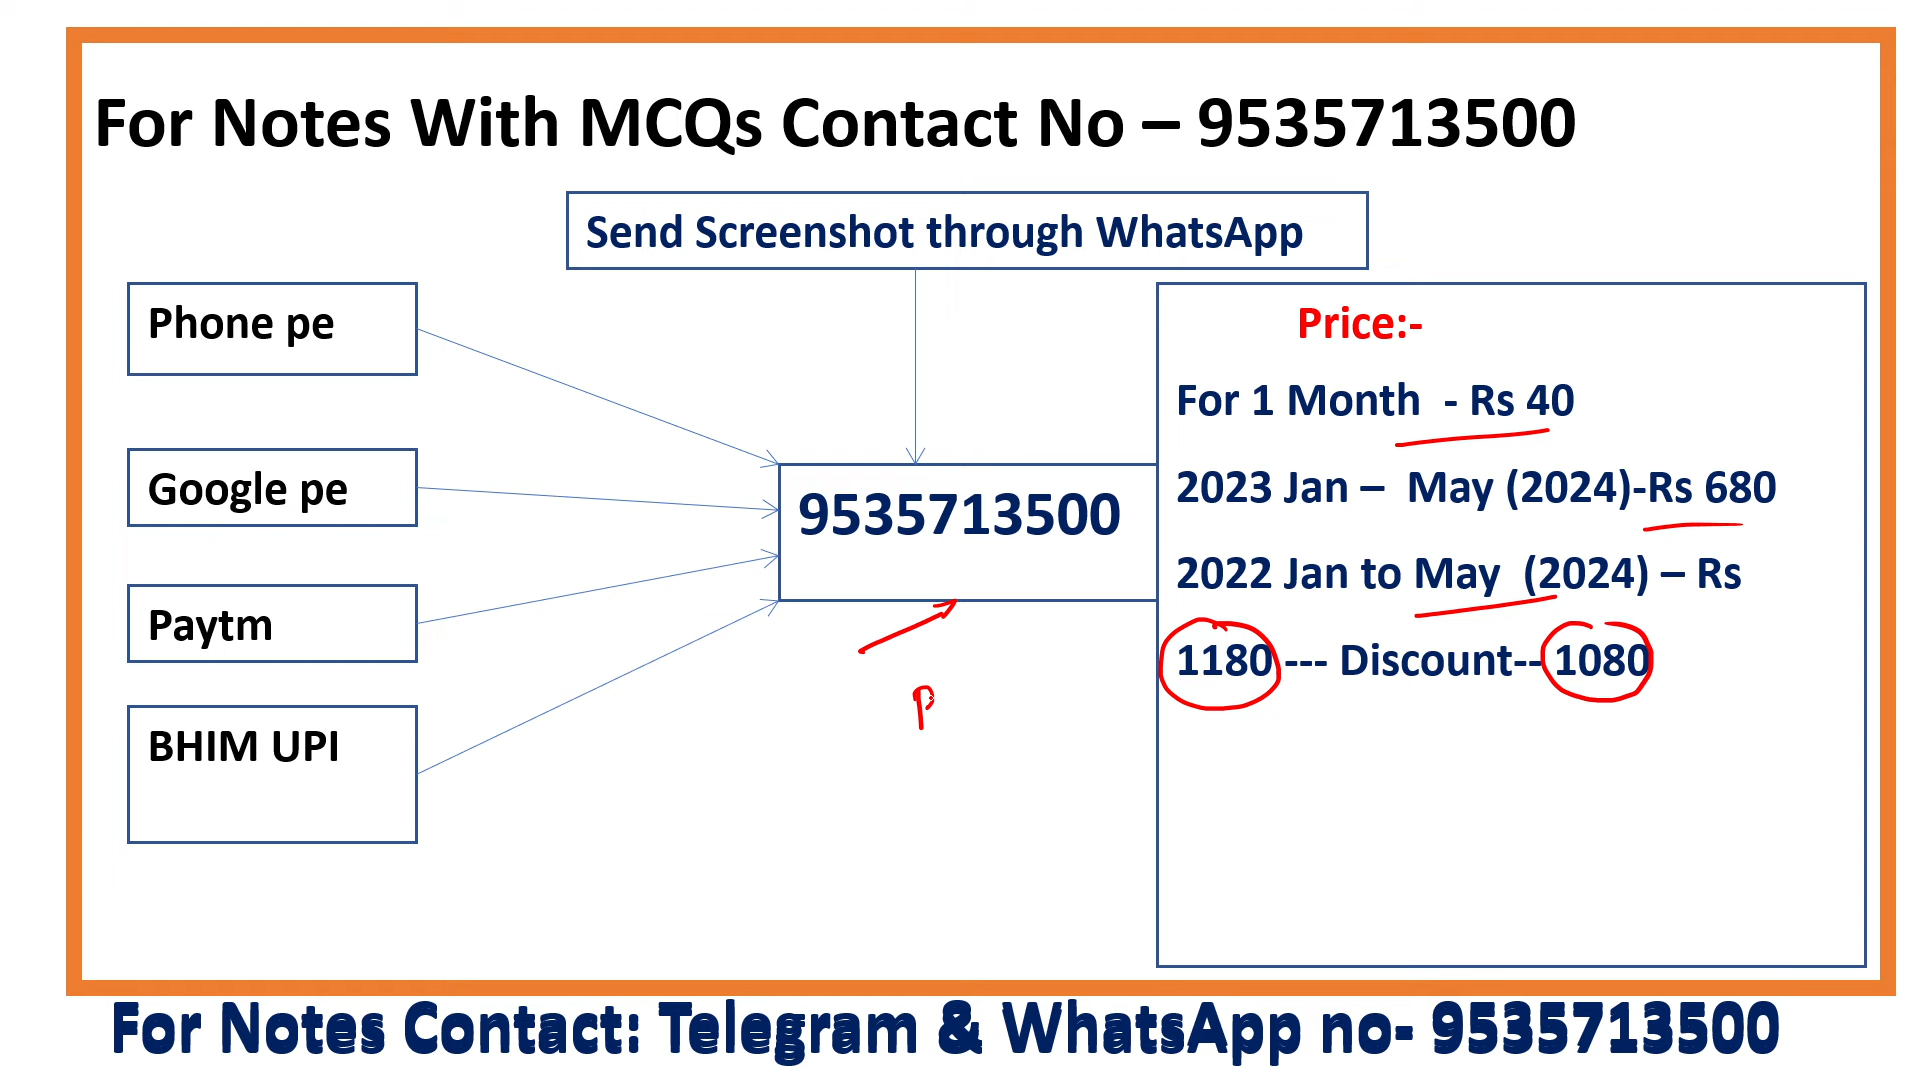 For Notes With MCQs Contact No – 9535713500
Send Screenshot through WhatsApp
Phone pe
Google pe
Paytm
BHIM UPI
9535713500
P
Price:-
For 1 Month - Rs 40
2023 Jan – May (2024)-Rs 680
2022 Jan to May (2024) – Rs
1180 --- Discount-- 1080
For Notes Contact: Telegram & WhatsApp no- 9535713500